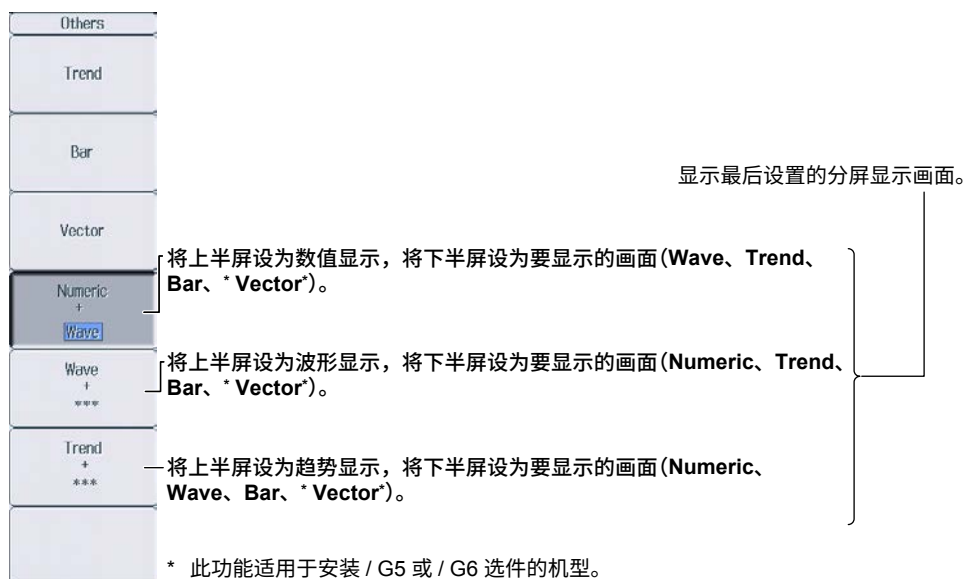 Others
Trend
Bar
Vector
Numeric
+
Wave
Wave
+
***
Trend
+
***
显示最后设置的分屏显示画面。
将上半屏设为数值显示，将下半屏设为要显示的画面（Wave、Trend、
Bar、* Vector*）。
将上半屏设为波形显示，将下半屏设为要显示的画面（Numeric、Trend、
Bar、* Vector*）。
将上半屏设为趋势显示，将下半屏设为要显示的画面（Numeric、
Wave、Bar、* Vector*）。
* 此功能适用于安装 / G5 或 / G6 选件的机型。